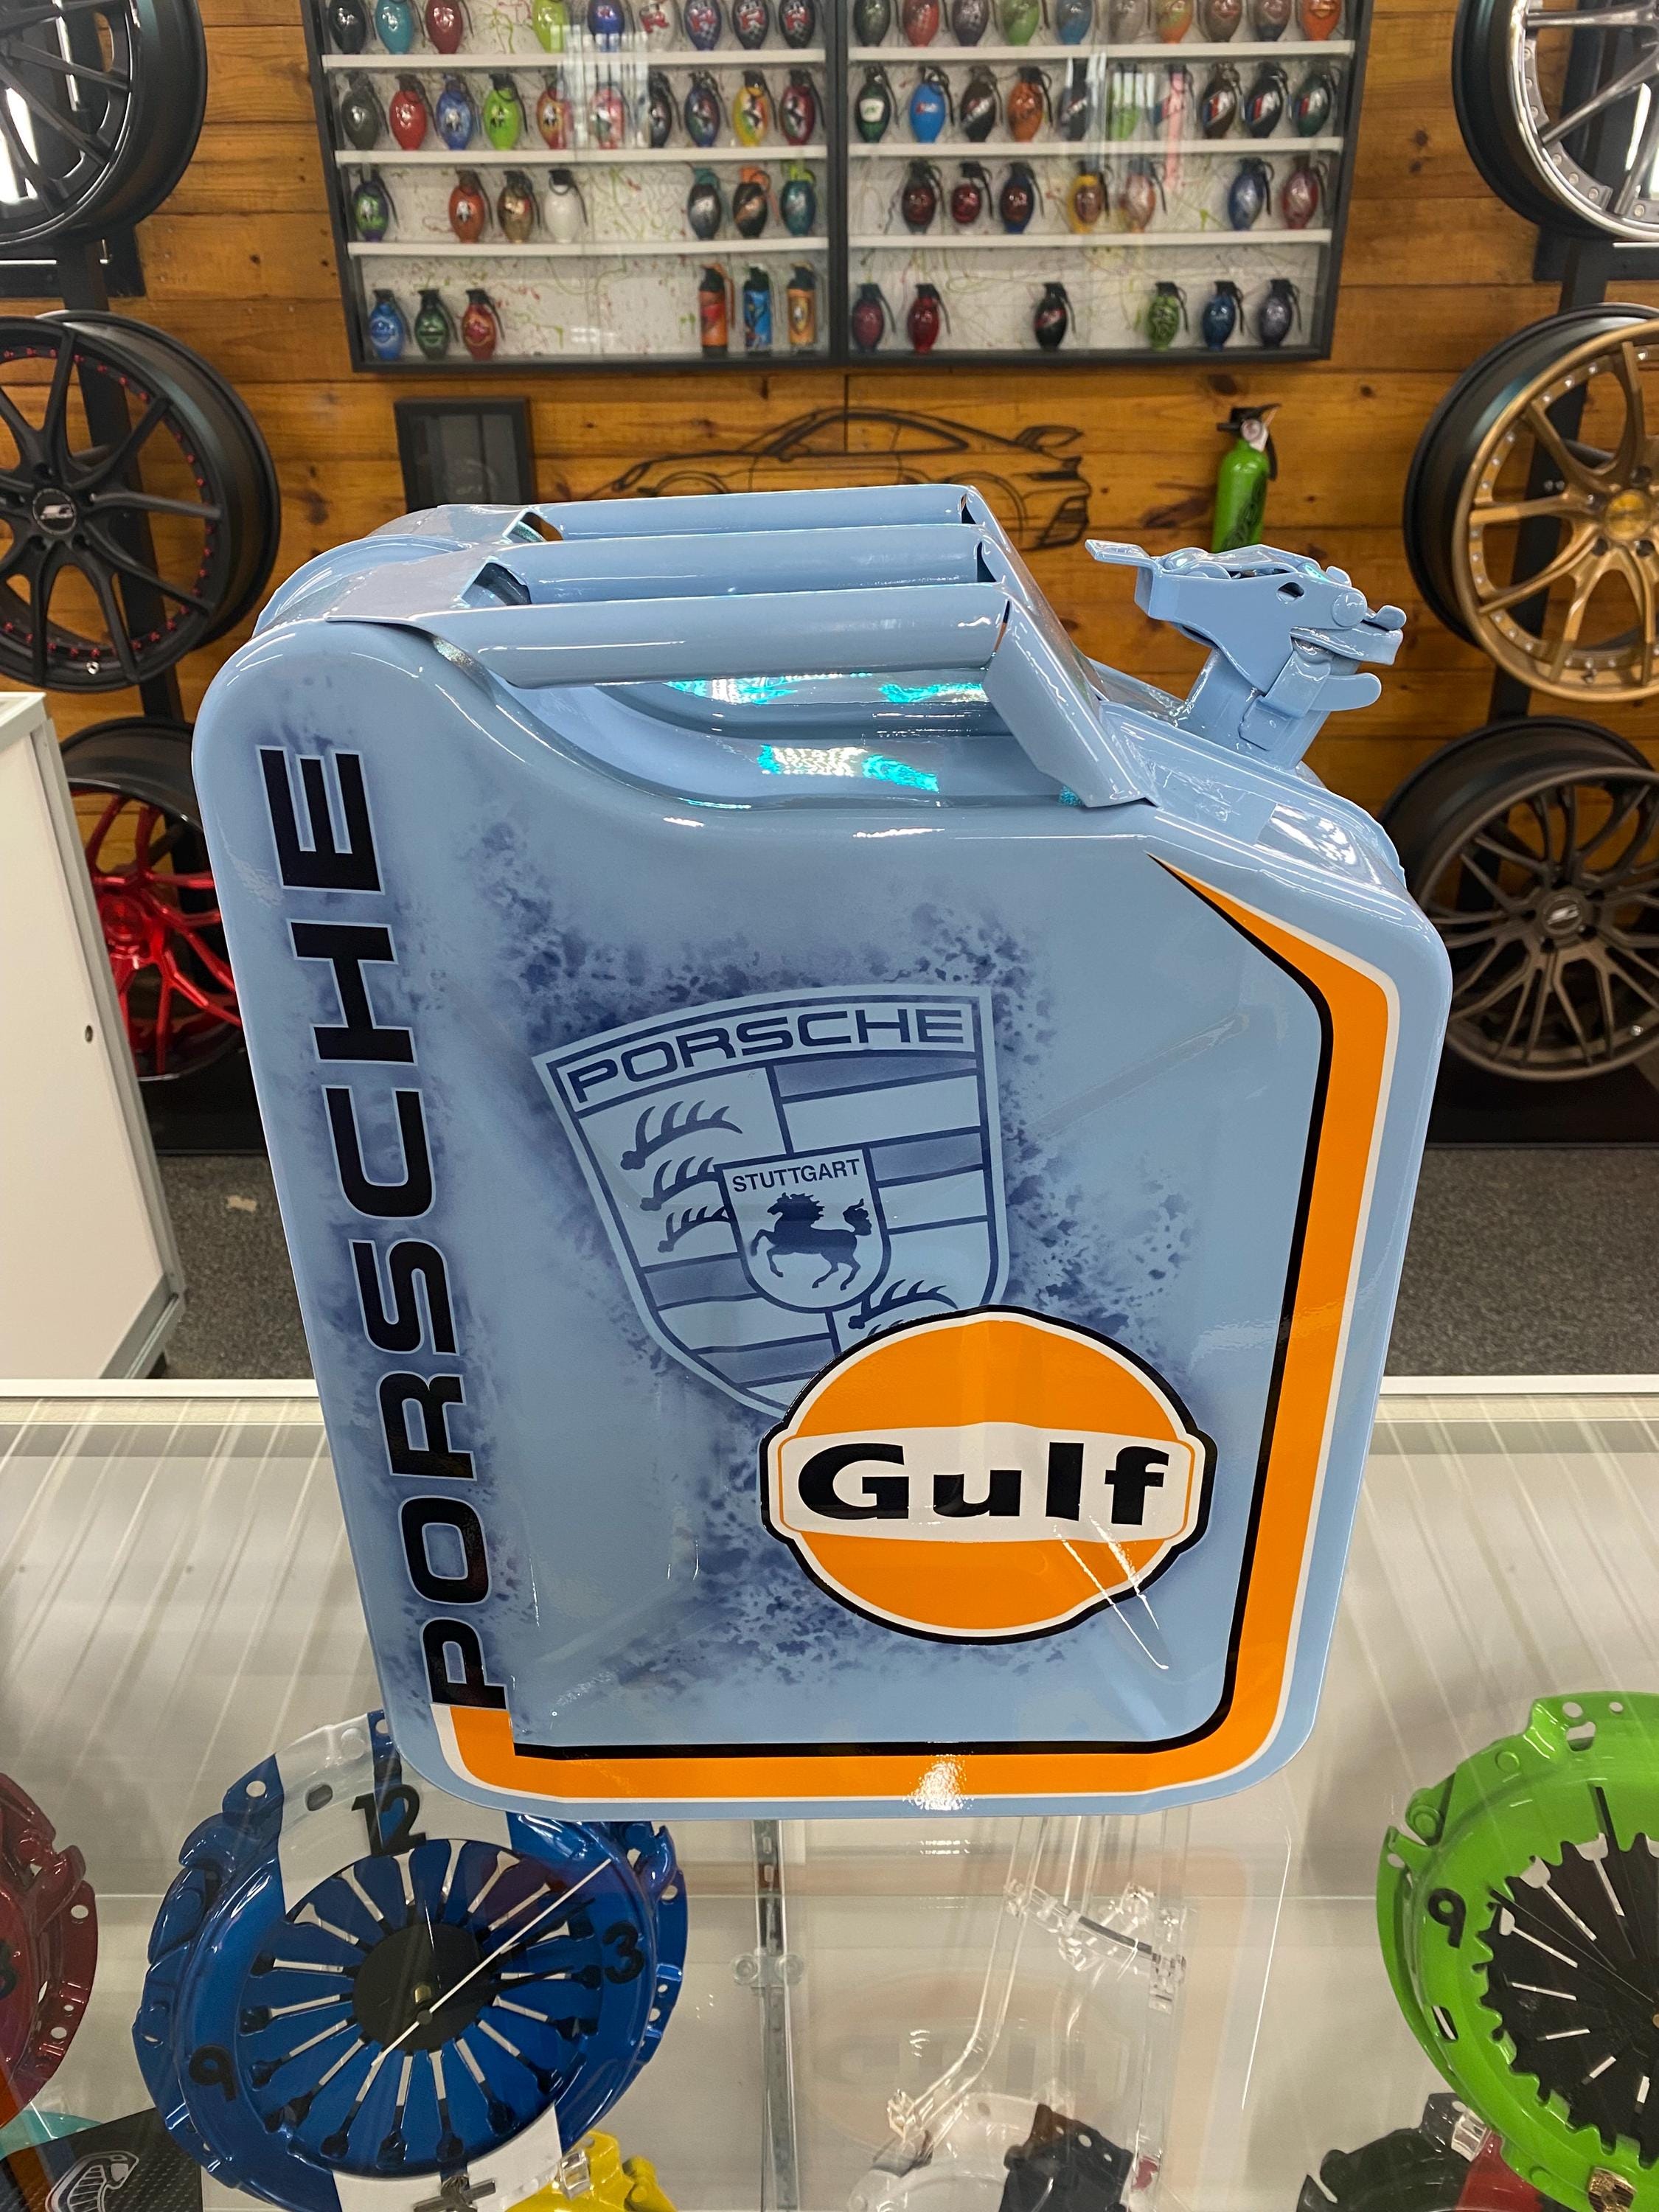 PORSCHE
PORSCHE
STUTTGART
Gulf
12
3
9
9